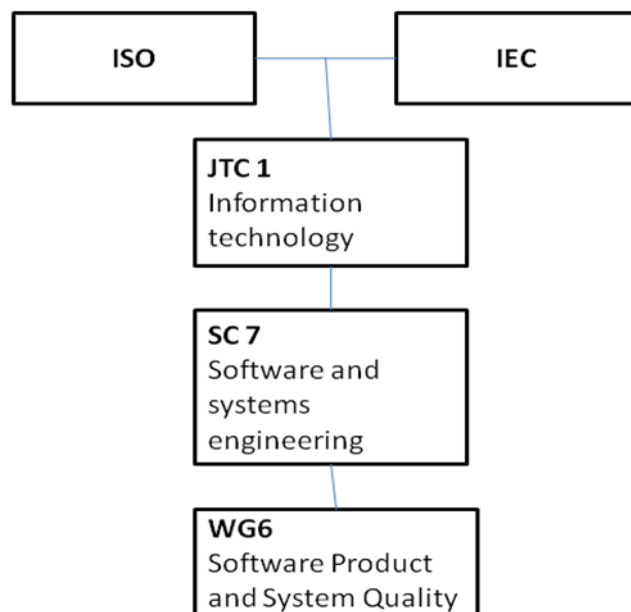 ISO
IEC
JTC 1
Information
technology
SC 7
Software and
systems
engineering
WG6
Software Product
and System Quality